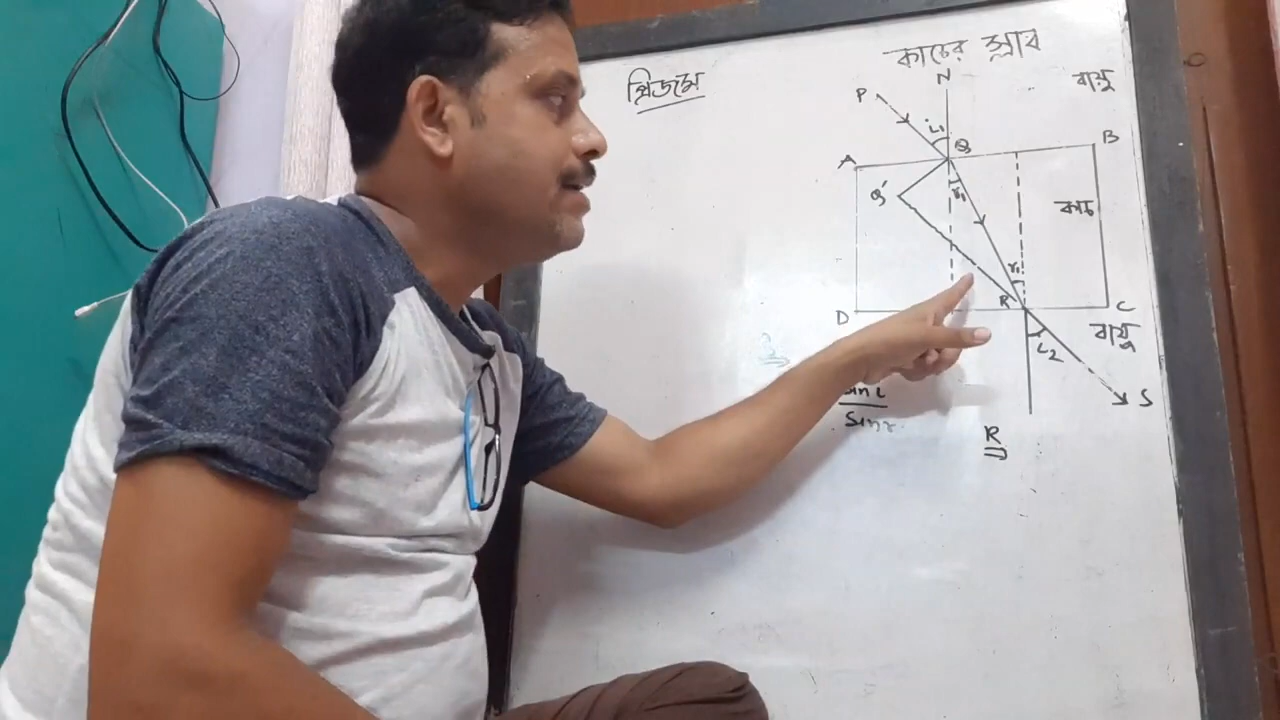 প্রিজম
কাচের স্লাব
N
বায়ু
P
i₁
Q
A
B
Q'
r₁
কাচ
r₁
R
D
C
বায়ু
i₂
S
sin i
sin r
R